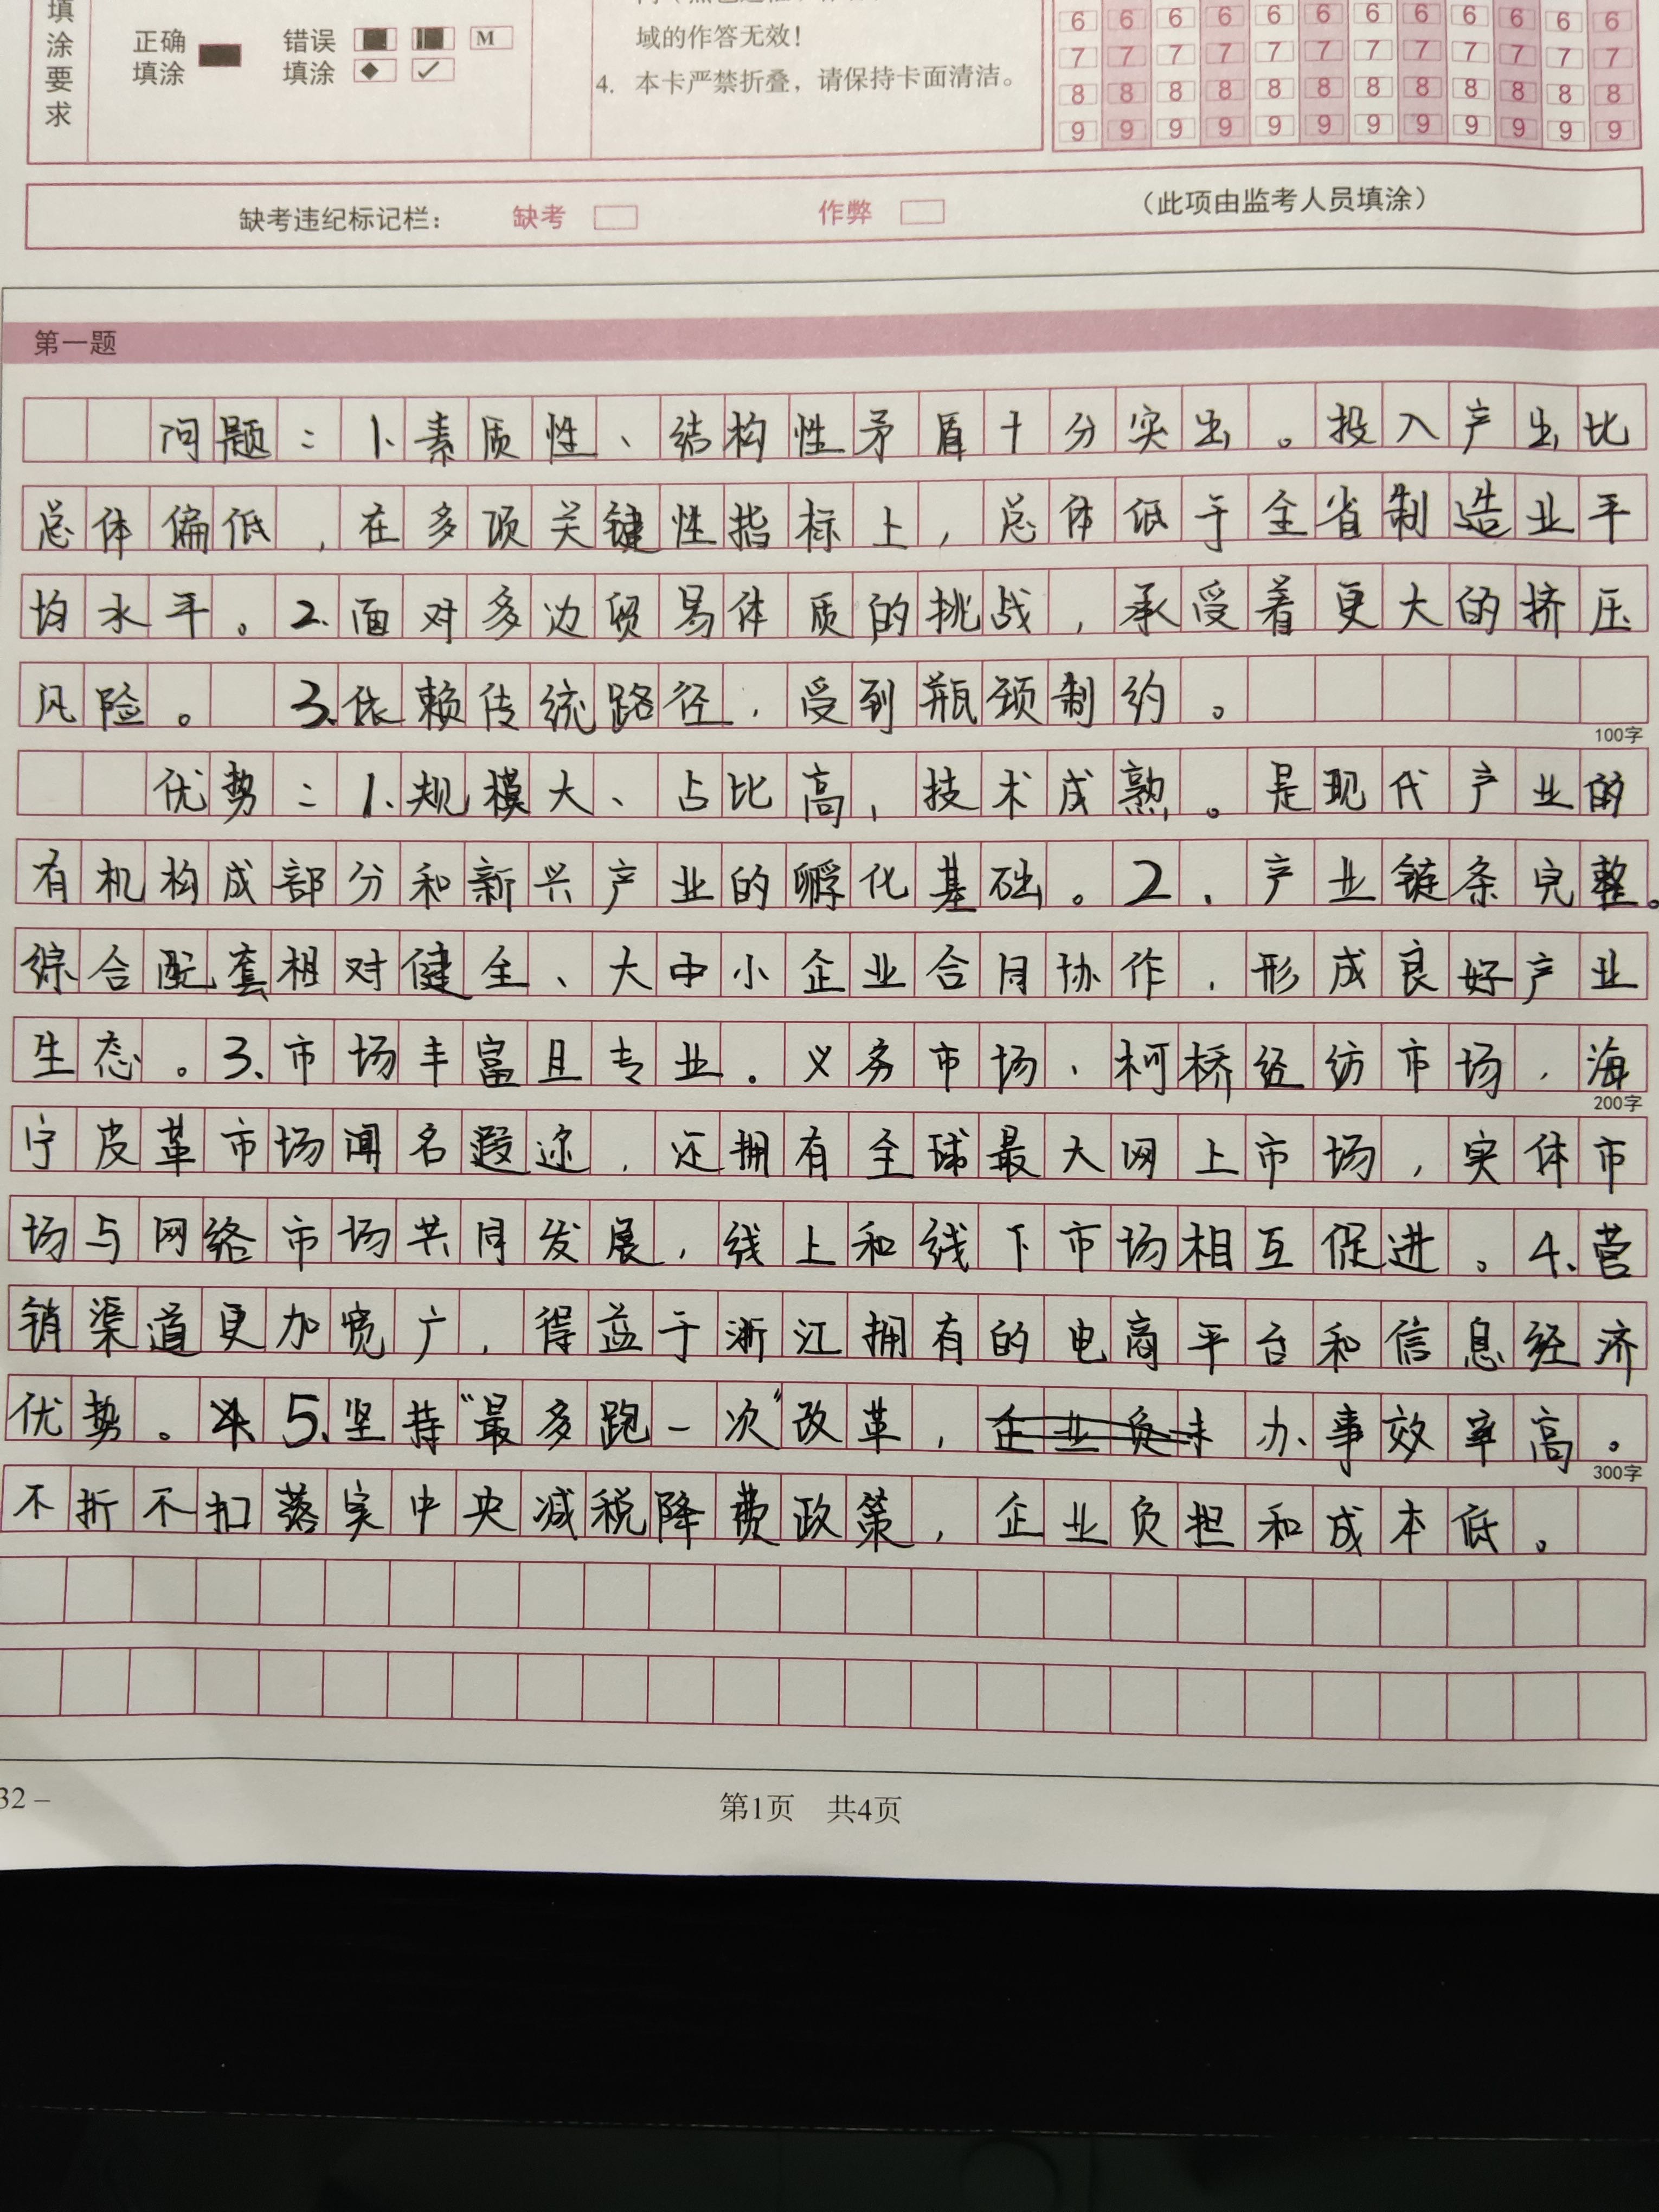 填
涂
要
求
正确
填涂
错误
填涂
M
域的作答无效！
4. 本卡严禁折叠，请保持卡面清洁。
6 6 6 6 6 6 6 6 6 6 6 6
7 7 7 7 7 7 7 7 7 7 7 7
8 8 8 8 8 8 8 8 8 8 8 8
9 9 9 9 9 9 9 9 9 9 9 9
缺考违纪标记栏： 缺考 作弊 （此项由监考人员填涂）
第一题
问题：1.素质性、结构性矛盾十分突出。投入产出比
总体偏低，在多项关键性指标上，总体低于全省制造业平
均水平。2.面对多边贸易体质的挑战，承受着更大的挤压
风险。3.依赖传统路径，受到瓶颈制约。
100字
优势：1.规模大、占比高，技术成熟。是现代产业的
有机构成部分和新兴产业的孵化基础。2.产业链条完整。
综合配套相对健全、大中小企业合同协作，形成良好产业
生态。3.市场丰富且专业。义务市场、柯桥经纺市场，海
200字
宁皮革市场闻名遐迩，还拥有全球最大网上市场，实体市
场与网络市场共同发展，线上和线下市场相互促进。4.营
销渠道更加宽广，得益于浙江拥有的电商平台和信息经济
优势。5.坚持“最多跑一次”改革，办事效率高。
300字
不折不扣落实中央减税降费政策，企业负担和成本低。
32 –
第1页 共4页